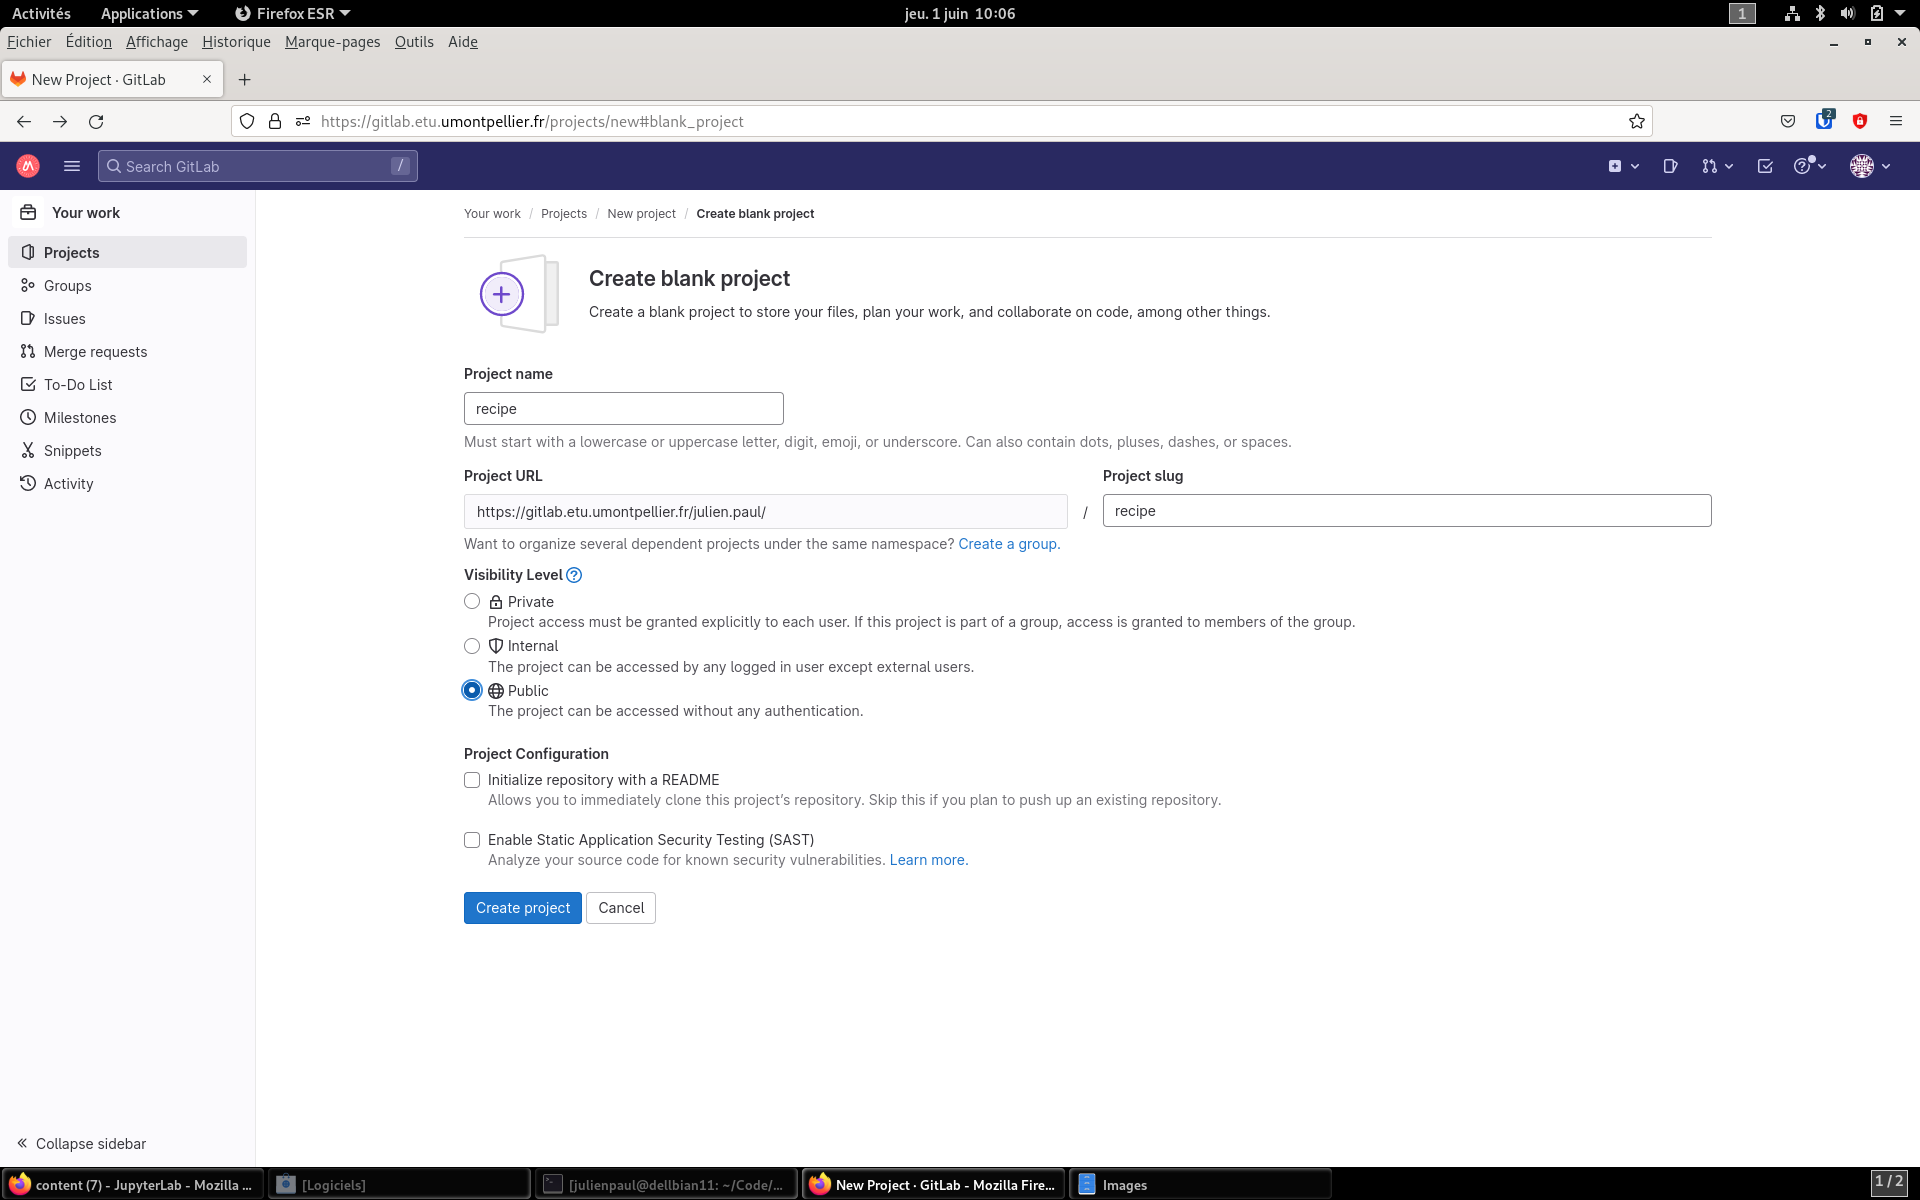 Activités Applications Firefox ESR jeu. 1 juin 10:06 1
Fichier Édition Affichage Historique Marque-pages Outils Aide
New Project · GitLab
https://gitlab.etu.umontpellier.fr/projects/new#blank_project 2
Search GitLab /
Your work
Projects
Groups
Issues
Merge requests
To-Do List
Milestones
Snippets
Activity
Collapse sidebar
Your work / Projects / New project / Create blank project
Create blank project
Create a blank project to store your files, plan your work, and collaborate on code, among other things.
Project name
recipe
Must start with a lowercase or uppercase letter, digit, emoji, or underscore. Can also contain dots, pluses, dashes, or spaces.
Project URL Project slug
https://gitlab.etu.umontpellier.fr/julien.paul/ / recipe
Want to organize several dependent projects under the same namespace? Create a group.
Visibility Level ?
Private
Project access must be granted explicitly to each user. If this project is part of a group, access is granted to members of the group.
Internal
The project can be accessed by any logged in user except external users.
Public
The project can be accessed without any authentication.
Project Configuration
Initialize repository with a README
Allows you to immediately clone this project's repository. Skip this if you plan to push up an existing repository.
Enable Static Application Security Testing (SAST)
Analyze your source code for known security vulnerabilities. Learn more.
Create project Cancel
content (7) - JupyterLab - Mozilla ... [Logiciels] [julienpaul@dellbian11: ~/Code/... New Project · GitLab - Mozilla Fire... Images 1 / 2